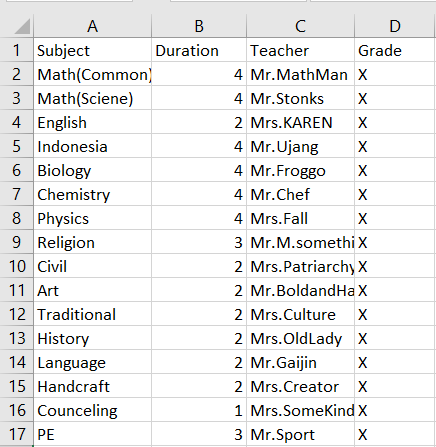 A B C D
1 Subject Duration Teacher Grade
2 Math(Common) 4 Mr.MathMan X
3 Math(Sciene) 4 Mr.Stonks X
4 English 2 Mrs.KAREN X
5 Indonesia 4 Mr.Ujang X
6 Biology 4 Mr.Froggo X
7 Chemistry 4 Mr.Chef X
8 Physics 4 Mrs.Fall X
9 Religion 3 Mr.M.somethi X
10 Civil 2 Mrs.Patriarchy X
11 Art 2 Mr.BoldandHa X
12 Traditional 2 Mrs.Culture X
13 History 2 Mrs.OldLady X
14 Language 2 Mr.Gaijin X
15 Handcraft 2 Mrs.Creator X
16 Counceling 1 Mrs.SomeKind X
17 PE 3 Mr.Sport X